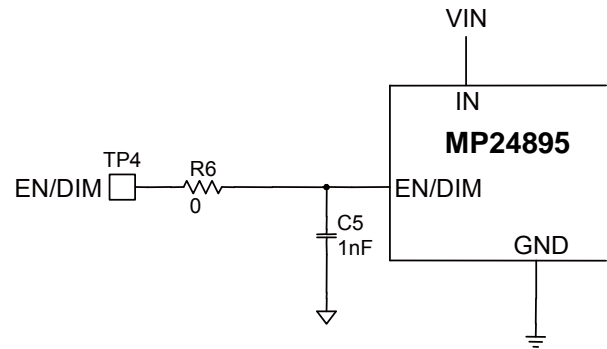 VIN
IN
MP24895
TP4
R6
EN/DIM
EN/DIM
0
C5
1nF
GND